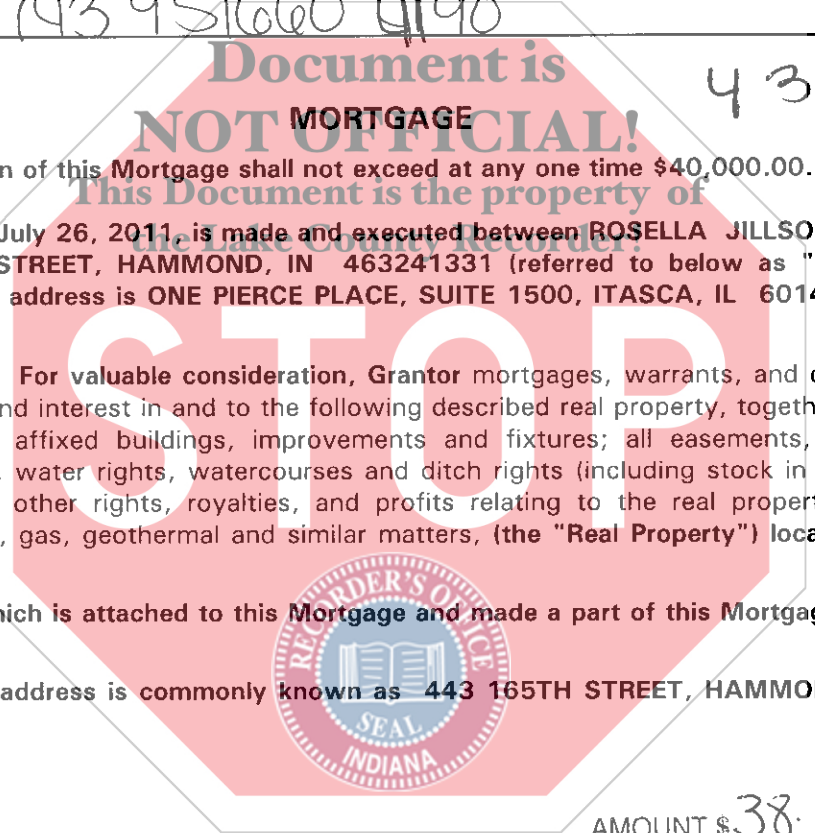 Document is
43
MORTGAGE
NOT OFFICIAL!
n of this Mortgage shall not exceed at any one time $40,000.00.
This Document is the property of
the Lake County Recorder!
July 26, 2011, is made and executed between ROSELLA JILLSO
STREET, HAMMOND, IN 463241331 (referred to below as "
address is ONE PIERCE PLACE, SUITE 1500, ITASCA, IL 6014
STOP
For valuable consideration, Grantor mortgages, warrants, and
nd interest in and to the following described real property, togeth
affixed buildings, improvements and fixtures; all easements,
water rights, watercourses and ditch rights (including stock in
other rights, royalties, and profits relating to the real propert
, gas, geothermal and similar matters, (the "Real Property") loca
hich is attached to this Mortgage and made a part of this Mortgag
address is commonly known as 443 165TH STREET, HAMMO
RECORDER'S OFFICE
SEAL
INDIANA
AMOUNT $ 38.